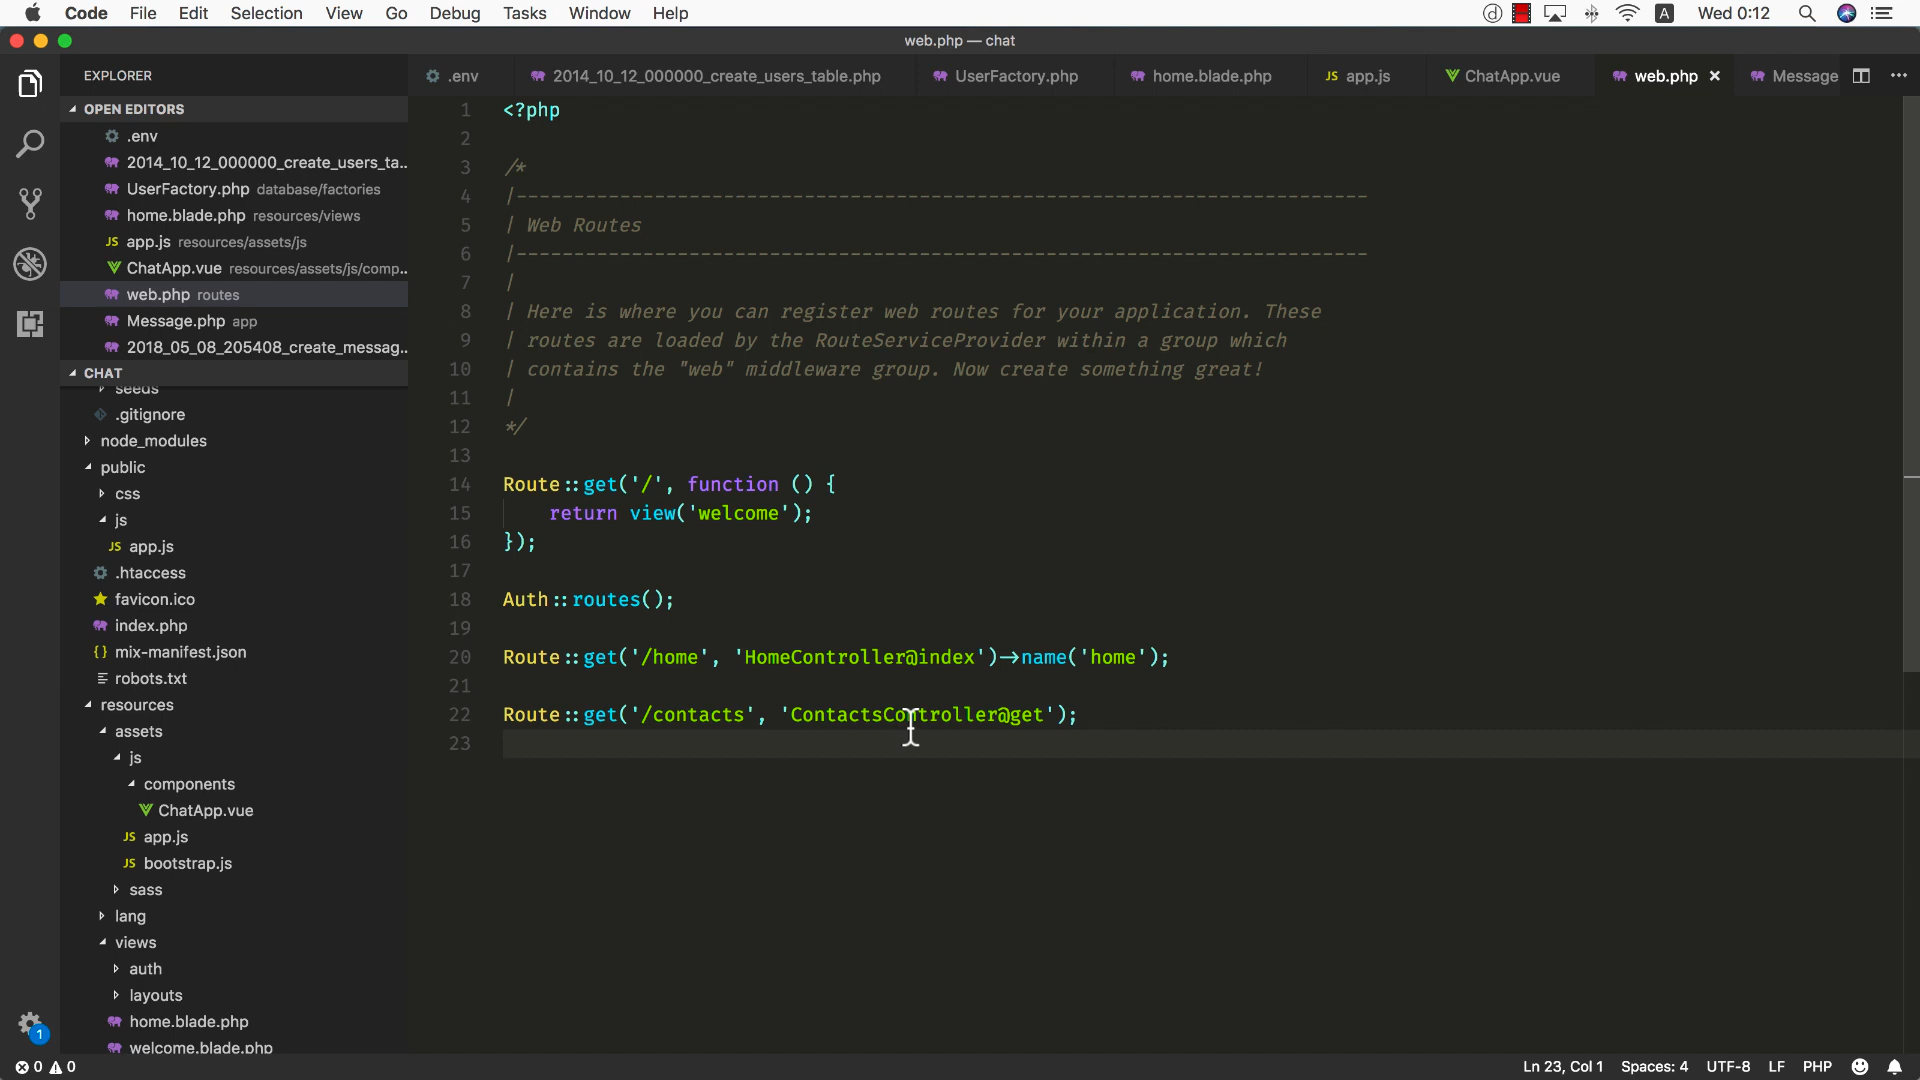 Code File Edit Selection View Go Debug Tasks Window Help
A Wed 0:12
web.php — chat
EXPLORER
.env
2014_10_12_000000_create_users_table.php
UserFactory.php
home.blade.php
JS app.js
ChatApp.vue
web.php ×
Message
OPEN EDITORS
.env
2014_10_12_000000_create_users_ta...
UserFactory.php database/factories
home.blade.php resources/views
JS app.js resources/assets/js
ChatApp.vue resources/assets/js/comp...
web.php routes
Message.php app
2018_05_08_205408_create_messag...
CHAT
seeds
.gitignore
node_modules
public
css
js
JS app.js
.htaccess
favicon.ico
index.php
{} mix-manifest.json
robots.txt
resources
assets
js
components
ChatApp.vue
JS app.js
JS bootstrap.js
sass
lang
views
auth
layouts
home.blade.php
welcome.blade.php
1 <?php
2
3 /*
4 |--------------------------------------------------------------------------
5 | Web Routes
6 |--------------------------------------------------------------------------
7 |
8 | Here is where you can register web routes for your application. These
9 | routes are loaded by the RouteServiceProvider within a group which
10 | contains the "web" middleware group. Now create something great!
11 |
12 */
13
14 Route::get('/', function () {
15 return view('welcome');
16 });
17
18 Auth::routes();
19
20 Route::get('/home', 'HomeController@index')->name('home');
21
22 Route::get('/contacts', 'ContactsController@get');
23
1
0 0
Ln 23, Col 1 Spaces: 4 UTF-8 LF PHP